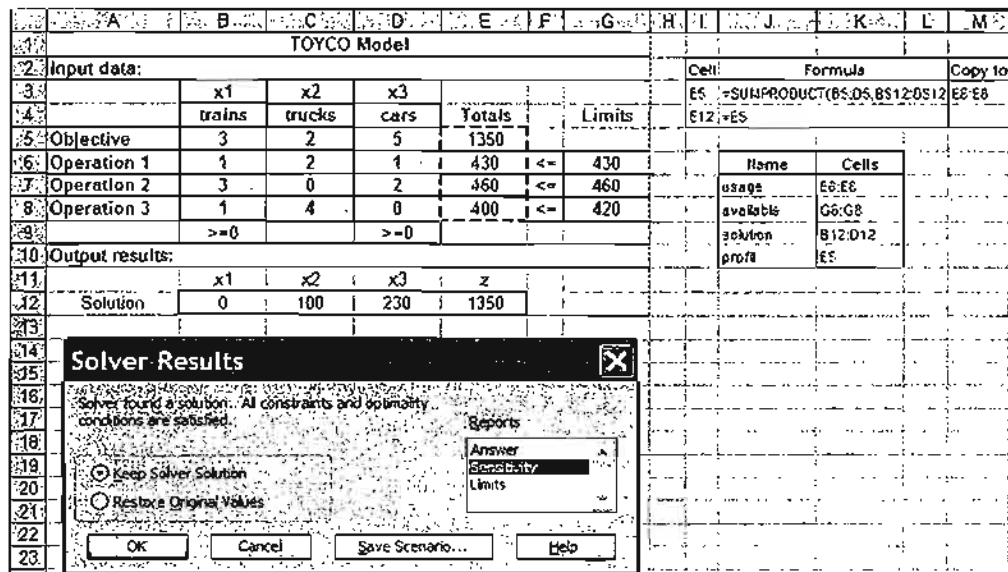 A B C D E F G H I J K L M
1 TOYCO Model
2 Input data: Cell Formula Copy to
3 x1 x2 x3 E5 =SUMPRODUCT(B5:D5,B$12:D$12 E6:E8
4 trains trucks cars Totals Limits E12 =E5
5 Objective 3 2 5 1350
6 Operation 1 1 2 1 430 <= 430 Name Cells
7 Operation 2 3 0 2 460 <= 460 usage E6:E8
8 Operation 3 1 4 0 400 <= 420 available G6:G8
9 >=0 >=0 solution B12:D12
10 Output results: profit E5
11 x1 x2 x3 z
12 Solution 0 100 230 1350
13
14
Solver Results
15
16
Solver found a solution. All constraints and optimality
17
conditions are satisfied.
Reports
18
Answer
19
Sensitivity
Keep Solver Solution
20
Limits
21
Restore Original Values
22
OK Cancel Save Scenario... Help
23